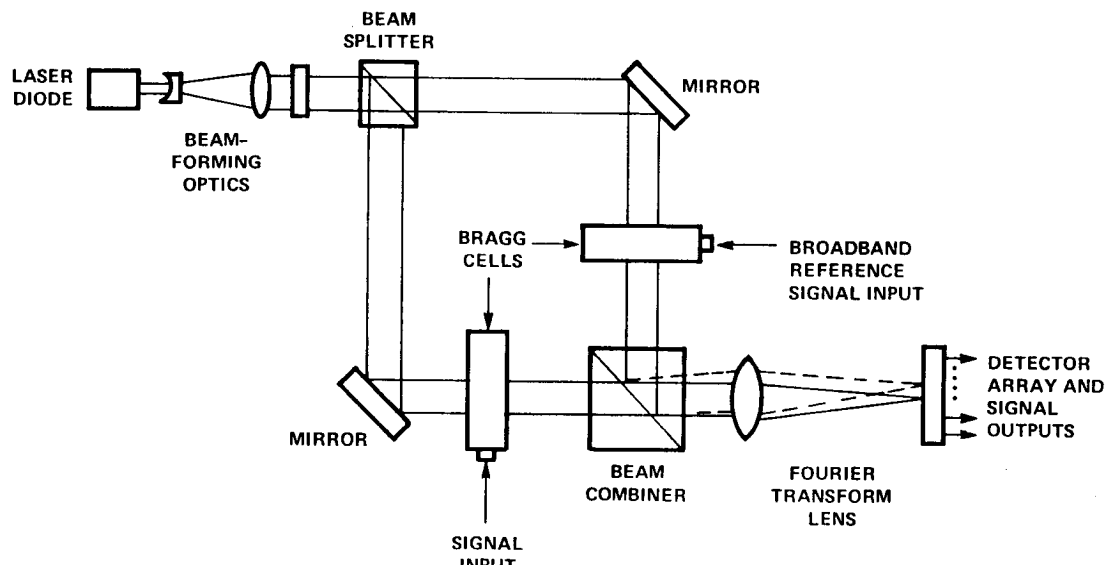 BEAM
SPLITTER
LASER
DIODE
MIRROR
BEAM-
FORMING
OPTICS
BRAGG
CELLS
BROADBAND
REFERENCE
SIGNAL INPUT
DETECTOR
ARRAY AND
SIGNAL
OUTPUTS
MIRROR
BEAM
COMBINER
FOURIER
TRANSFORM
LENS
SIGNAL
INPUT